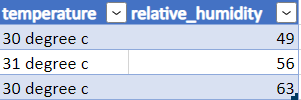 temperature relative_humidity
30 degree c 49
31 degree c 56
30 degree c 63